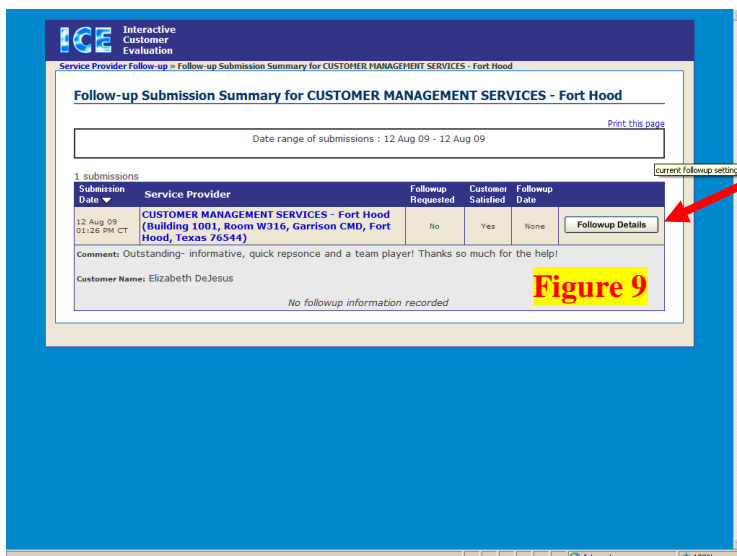 ICE
Interactive
Customer
Evaluation
Service Provider Follow-up » Follow-up Submission Summary for CUSTOMER MANAGEMENT SERVICES - Fort Hood
Follow-up Submission Summary for CUSTOMER MANAGEMENT SERVICES - Fort Hood
Print this page
Date range of submissions : 12 Aug 09 - 12 Aug 09
current followup setting
1 submissions
Submission Date Service Provider Followup Requested Customer Satisfied Followup Date
12 Aug 09
01:26 PM CT
CUSTOMER MANAGEMENT SERVICES - Fort Hood
(Building 1001, Room W316, Garrison CMD, Fort
Hood, Texas 76544)
No Yes None Followup Details
Comment: Outstanding- informative, quick repsonce and a team player! Thanks so much for the help!
Customer Name: Elizabeth DeJesus
Figure 9
No followup information recorded